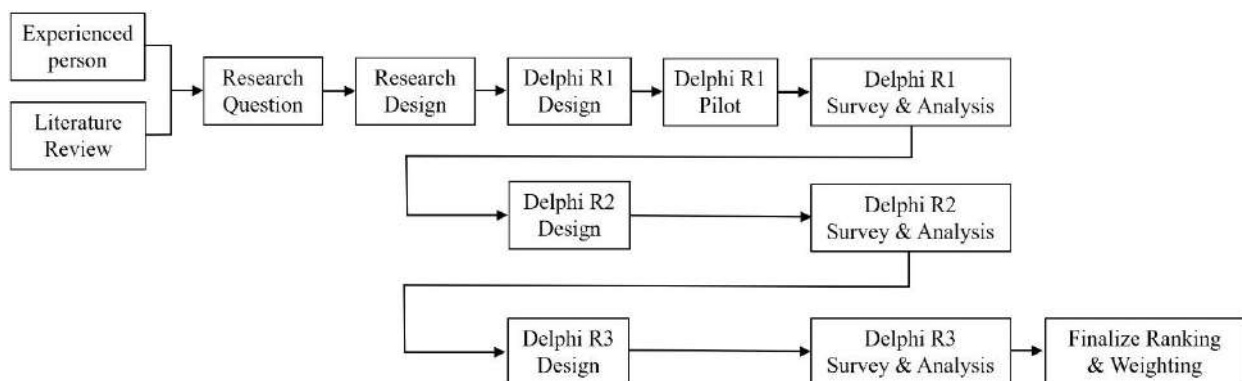 Experienced
person
Literature
Review
Research
Question
Research
Design
Delphi R1
Design
Delphi R1
Pilot
Delphi R1
Survey & Analysis
Delphi R2
Design
Delphi R2
Survey & Analysis
Delphi R3
Design
Delphi R3
Survey & Analysis
Finalize Ranking
& Weighting